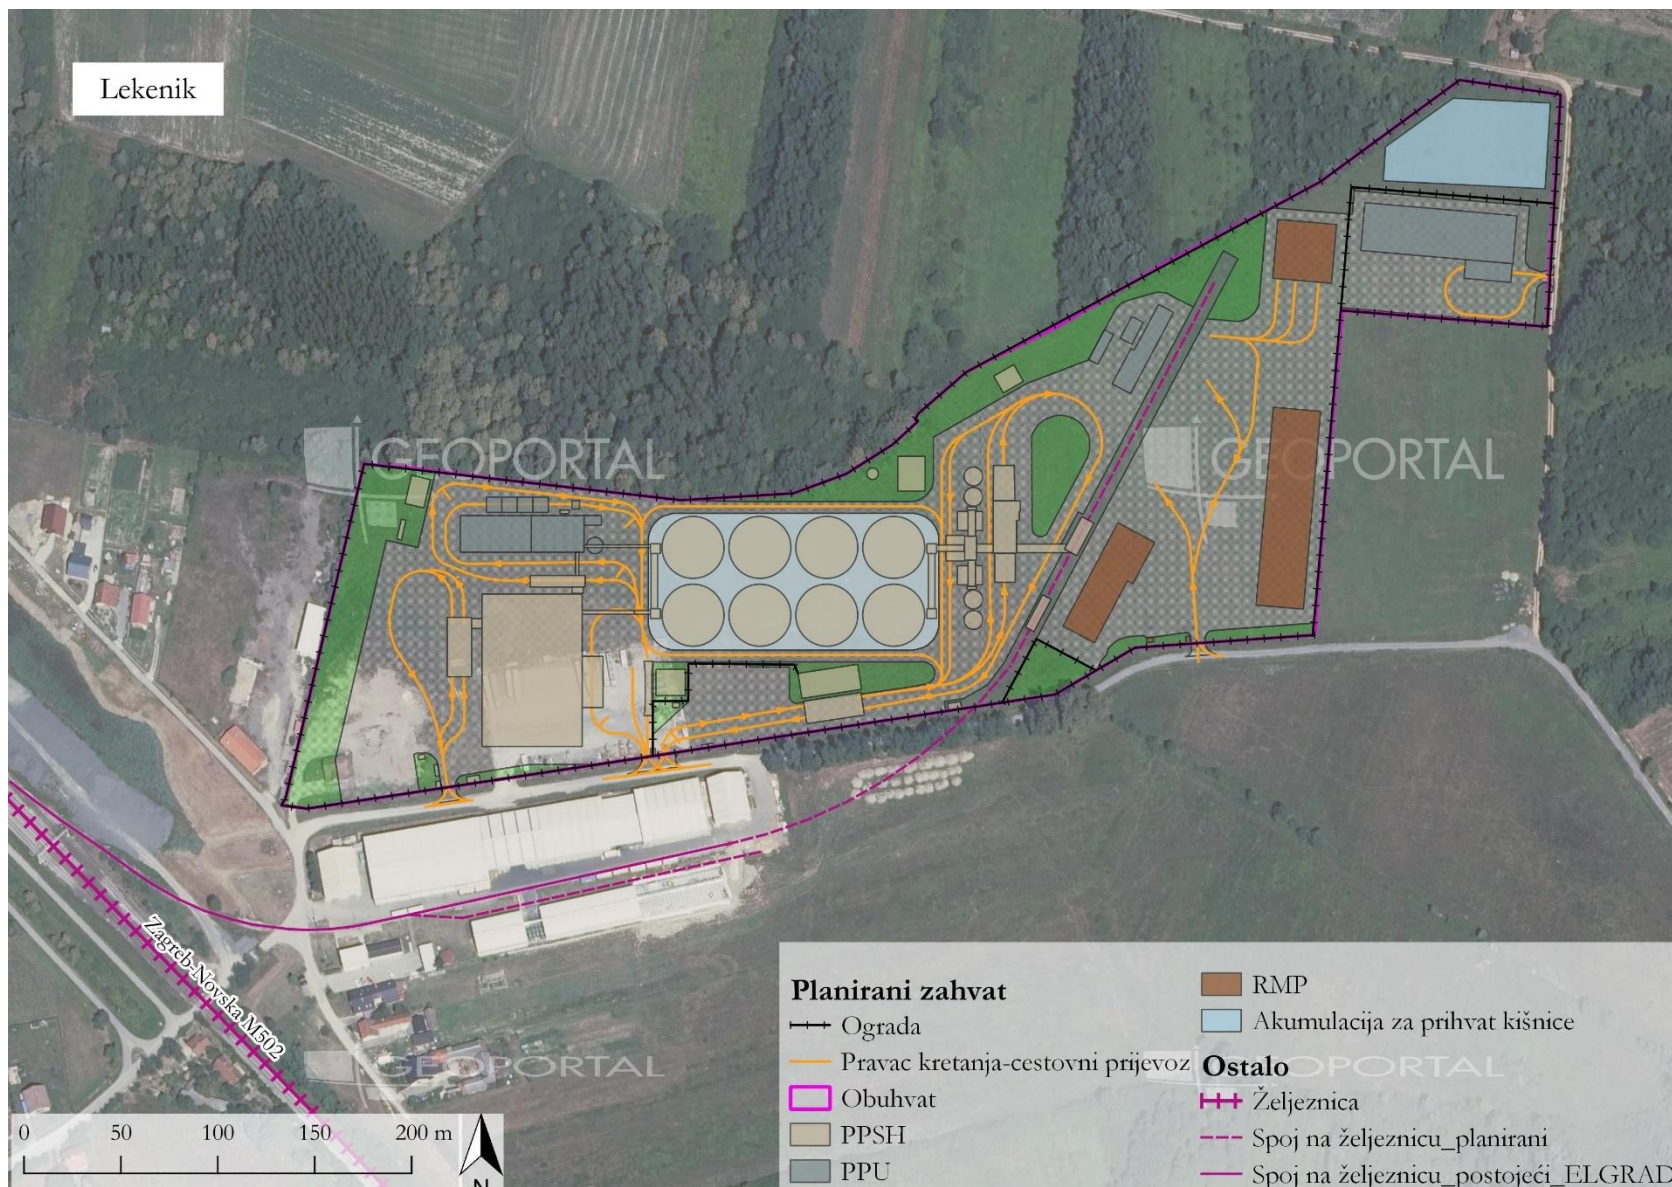 Lekenik
GEOPORTAL
GEOPORTAL
Zagreb-Novska M502
GEOPORTAL
GEOPORTAL
0 50 100 150 200 m
N
Planirani zahvat
Ograda
Pravac kretanja-cestovni prijevoz
Obuhvat
PPSH
PPU
RMP
Akumulacija za prihvat kišnice
Ostalo
Željeznica
Spoj na željeznicu_planirani
Spoj na željeznicu_postojeći_ELGRAD